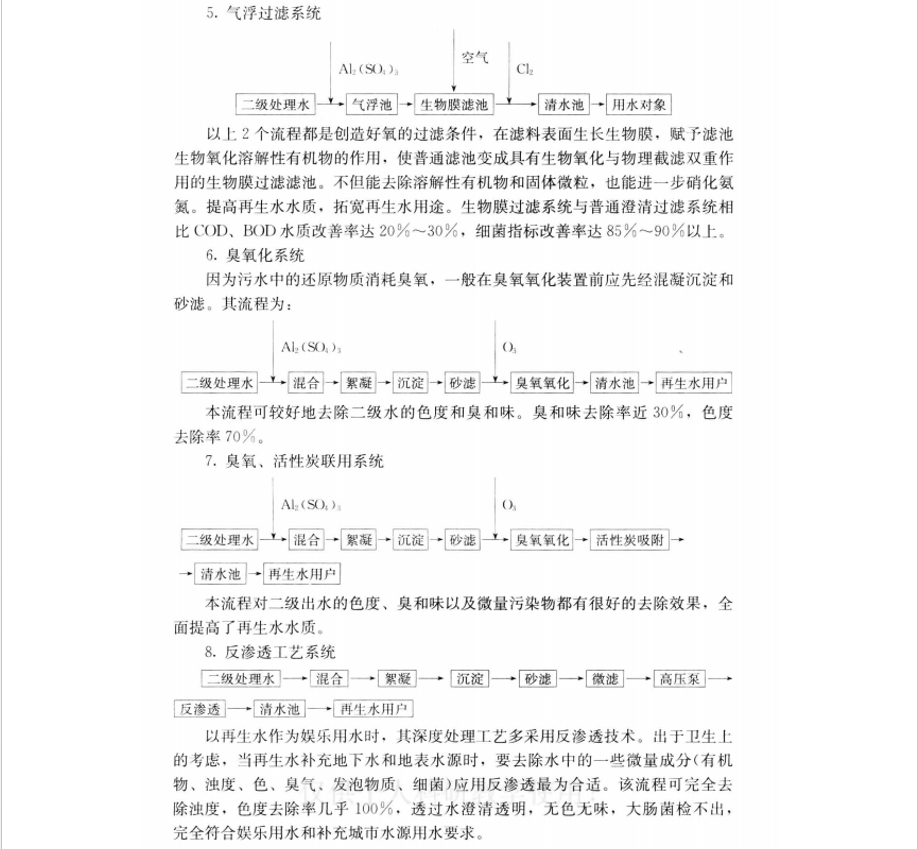 5. 气浮过滤系统
Al₂(SO₄)₃ 空气 Cl₂
二级处理水 气浮池 生物膜滤池 清水池 用水对象
以上 2 个流程都是创造好氧的过滤条件，在滤料表面生长生物膜，赋予滤池
生物氧化溶解性有机物的作用，使普通滤池变成具有生物氧化与物理截滤双重作
用的生物膜过滤滤池。不但能去除溶解性有机物和固体微粒，也能进一步硝化氨
氮。提高再生水水质，拓宽再生水用途。生物膜过滤系统与普通澄清过滤系统相
比 COD、BOD 水质改善率达 20%～30%，细菌指标改善率达 85%～90%以上。
6. 臭氧化系统
因为污水中的还原物质消耗臭氧，一般在臭氧氧化装置前应先经混凝沉淀和
砂滤。其流程为：
Al₂(SO₄)₃ O₃
二级处理水 混合 絮凝 沉淀 砂滤 臭氧氧化 清水池 再生水用户
本流程可较好地去除二级水的色度和臭和味。臭和味去除率近 30%，色度
去除率 70%。
7. 臭氧、活性炭联用系统
Al₂(SO₄)₃ O₃
二级处理水 混合 絮凝 沉淀 砂滤 臭氧氧化 活性炭吸附
清水池 再生水用户
本流程对二级出水的色度、臭和味以及微量污染物都有很好的去除效果，全
面提高了再生水水质。
8. 反渗透工艺系统
二级处理水 混合 絮凝 沉淀 砂滤 微滤 高压泵
反渗透 清水池 再生水用户
以再生水作为娱乐用水时，其深度处理工艺多采用反渗透技术。出于卫生上
的考虑，当再生水补充地下水和地表水源时，要去除水中的一些微量成分(有机
物、浊度、色、臭气、发泡物质、细菌)应用反渗透最为合适。该流程可完全去
除浊度，色度去除率几乎 100%，透过水澄清透明，无色无味，大肠菌检不出，
完全符合娱乐用水和补充城市水源用水要求。